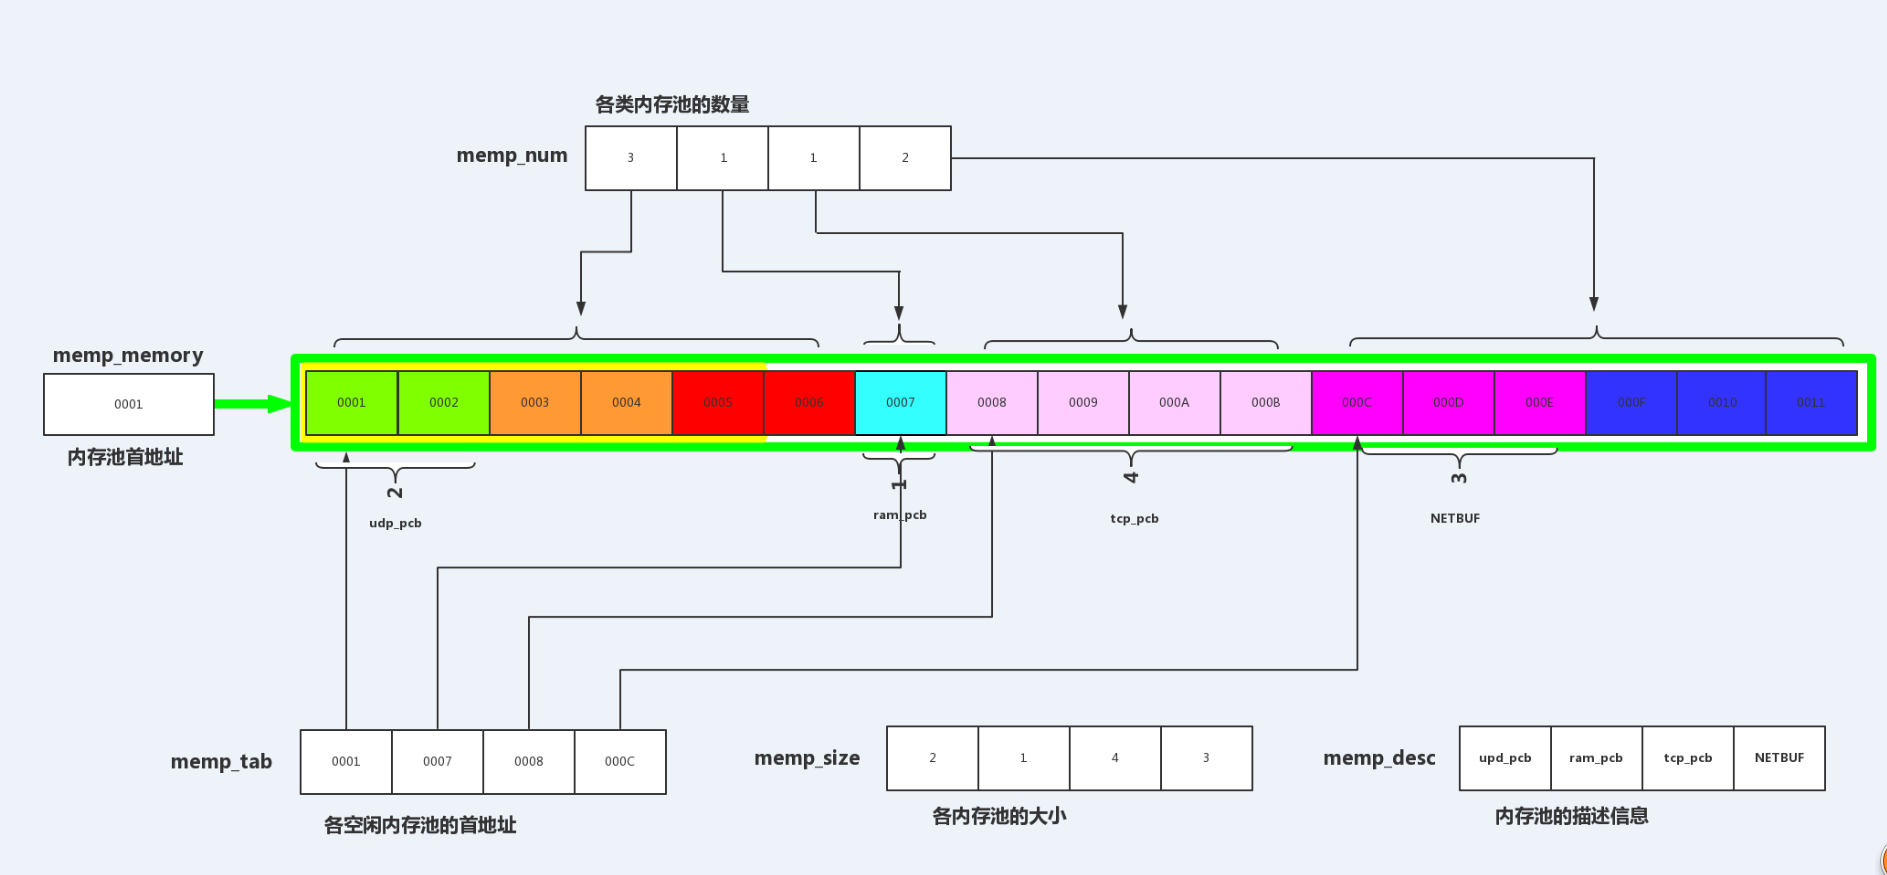 各类内存池的数量
memp_num
3
1
1
2
memp_memory
0001
内存池首地址
0001
0002
0003
0004
0005
0006
0007
0008
0009
000A
000B
000C
000D
000E
000F
0010
0011
2
1
4
3
udp_pcb
ram_pcb
tcp_pcb
NETBUF
memp_tab
0001
0007
0008
000C
各空闲内存池的首地址
memp_size
2
1
4
3
各内存池的大小
memp_desc
upd_pcb
ram_pcb
tcp_pcb
NETBUF
内存池的描述信息